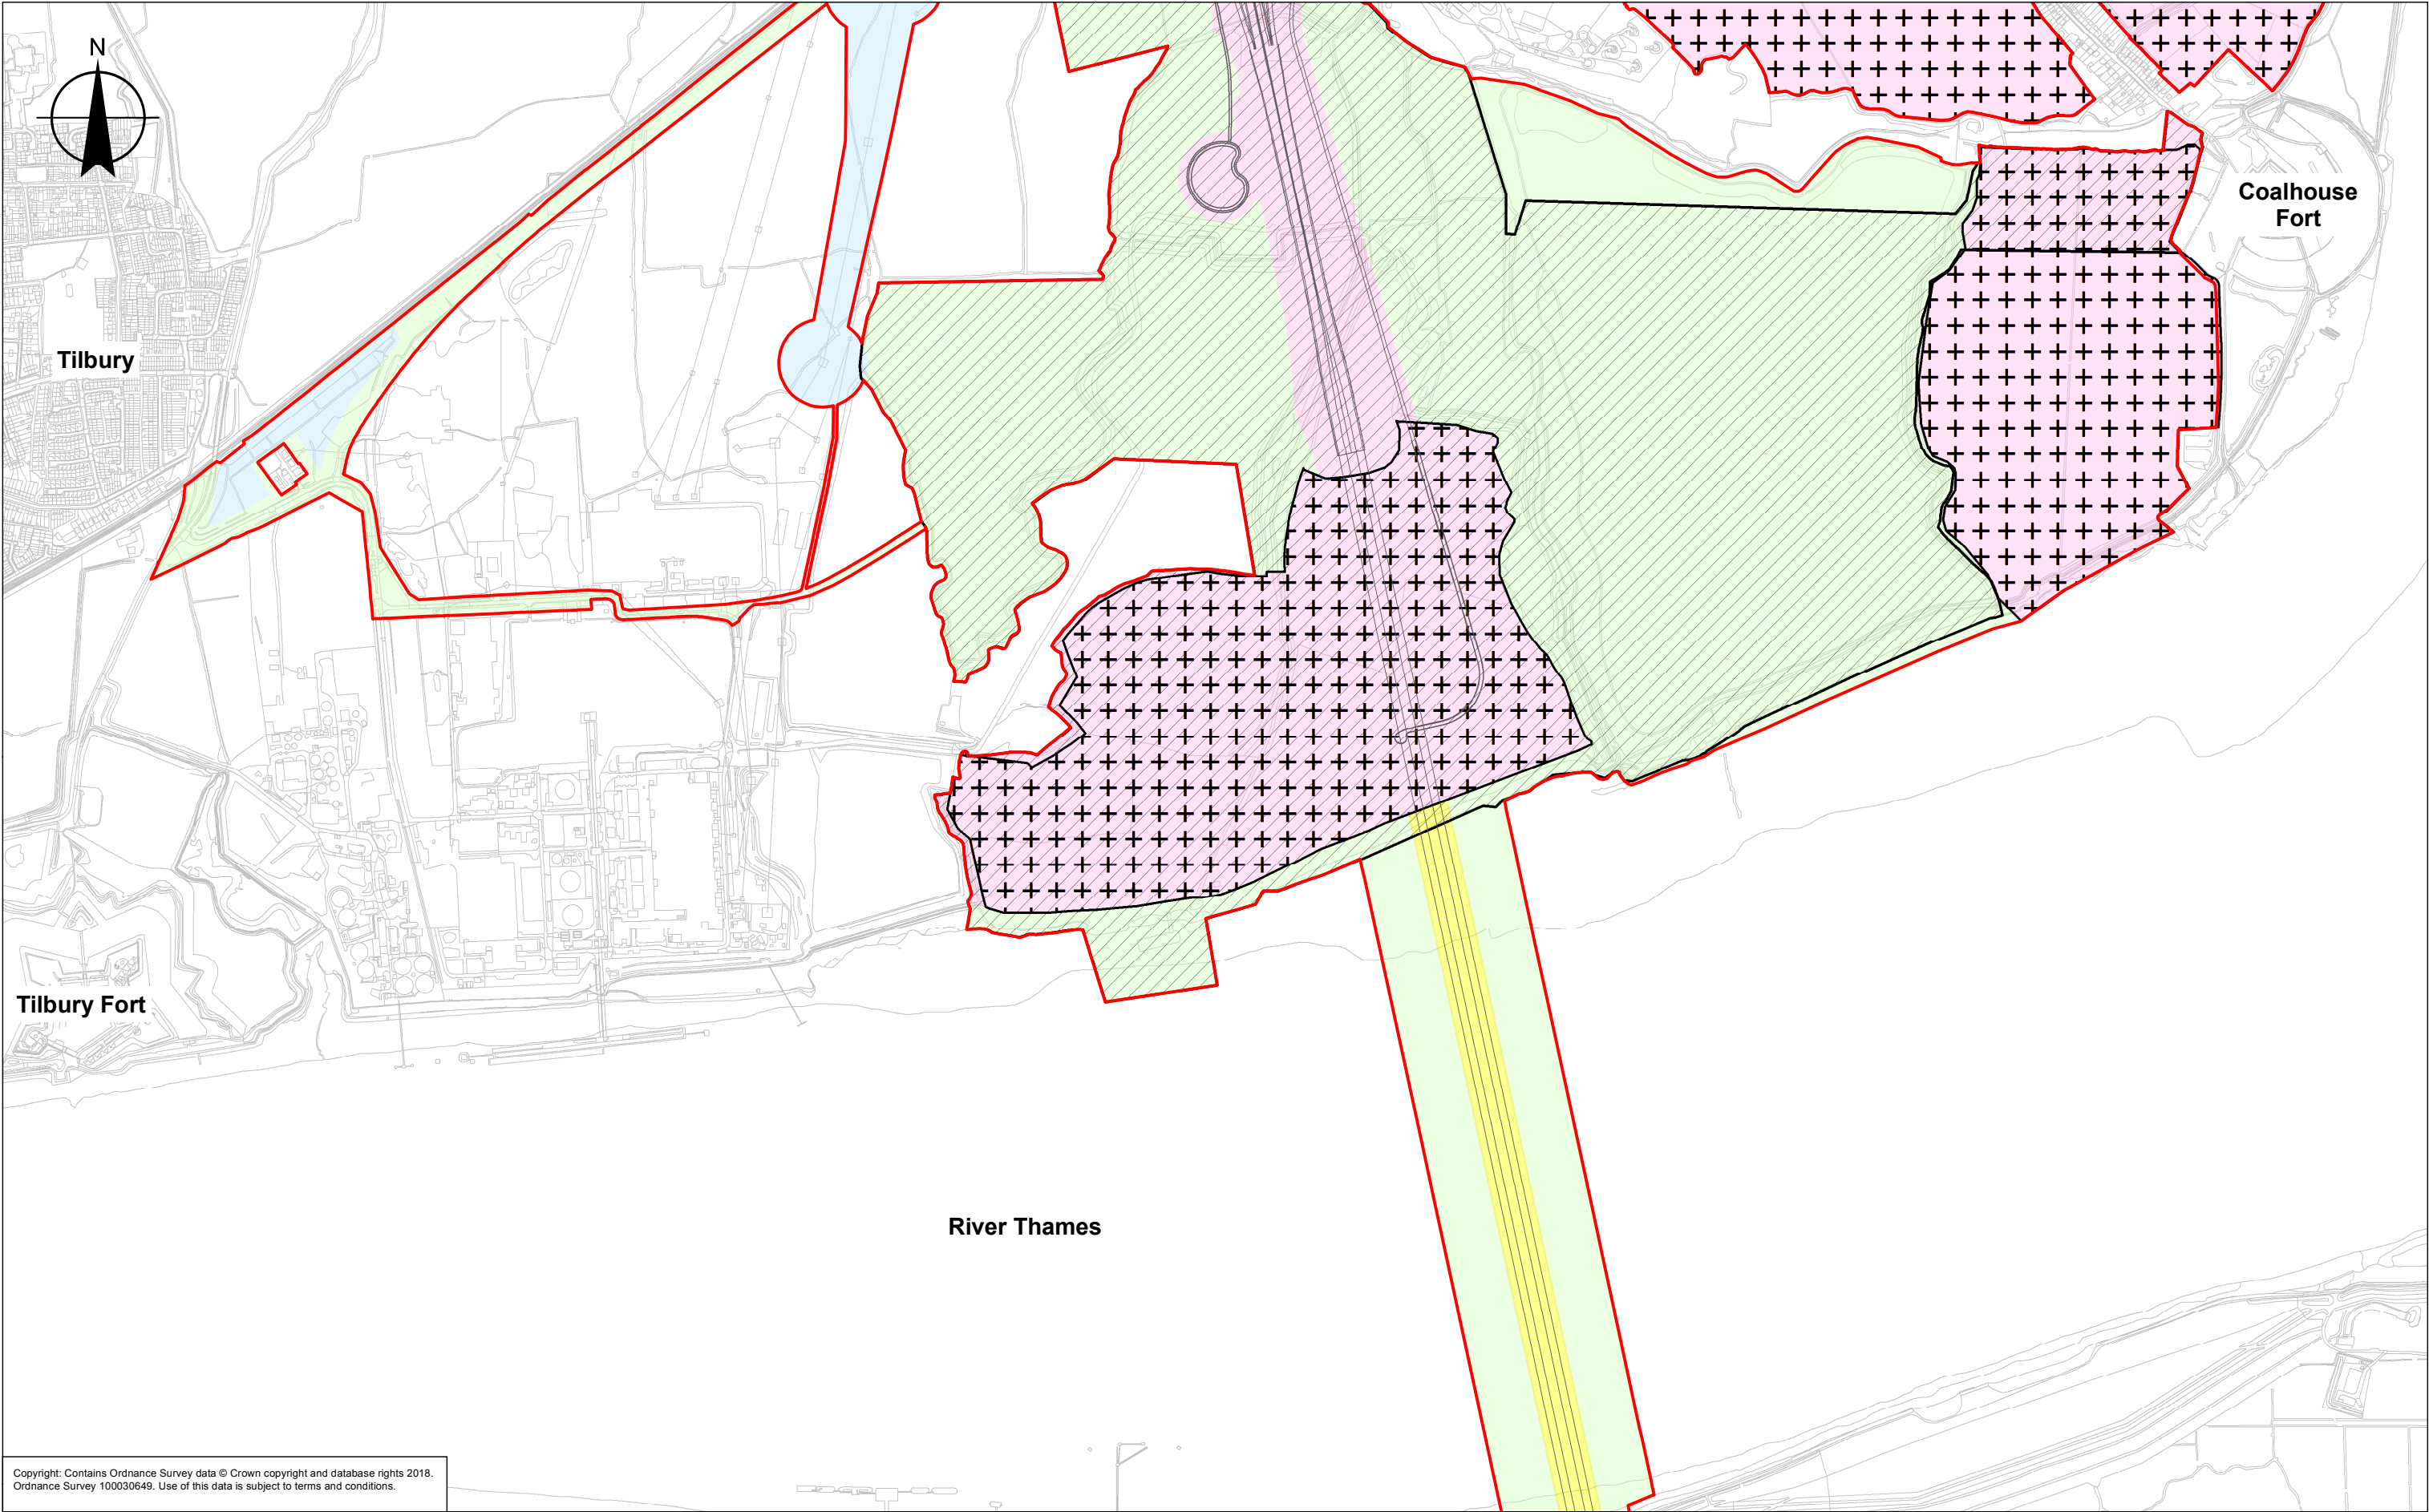 N
Coalhouse
Fort
Tilbury
Tilbury Fort
River Thames
Copyright: Contains Ordnance Survey data © Crown copyright and database rights 2018.
Ordnance Survey 100030649. Use of this data is subject to terms and conditions.